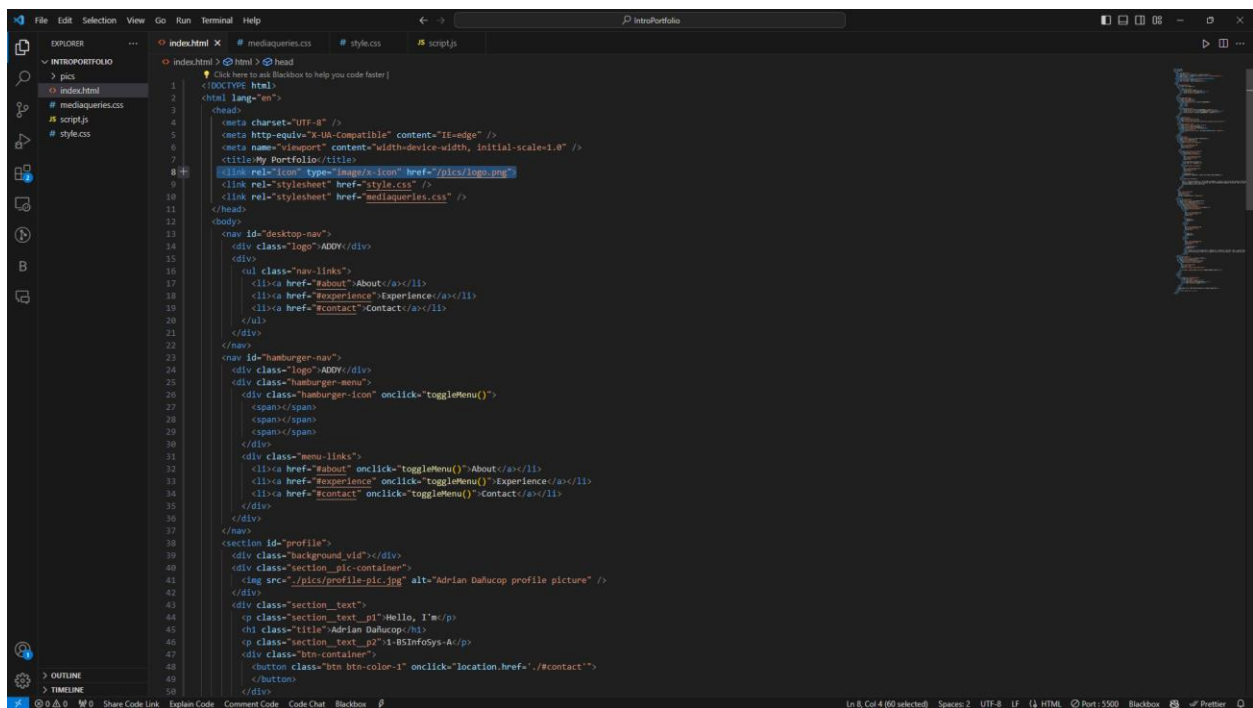 File Edit Selection View Go Run Terminal Help
IntroPortfolio
EXPLORER
INTROPORTFOLIO
pics
index.html
mediaqueries.css
script.js
style.css
OUTLINE
TIMELINE
index.html
mediaqueries.css
style.css
script.js
index.html > html > head
Click here to ask Blackbox to help you code faster |
1 <!DOCTYPE html>
2 <html lang="en">
3 <head>
4 <meta charset="UTF-8" />
5 <meta http-equiv="X-UA-Compatible" content="IE=edge" />
6 <meta name="viewport" content="width=device-width, initial-scale=1.0" />
7 <title>My Portfolio</title>
8 <link rel="icon" type="image/x-icon" href="/pics/logo.png">
9 <link rel="stylesheet" href="style.css" />
10 <link rel="stylesheet" href="mediaqueries.css" />
11 </head>
12 <body>
13 <nav id="desktop-nav">
14 <div class="logo">ADDY</div>
15 <div>
16 <ul class="nav-links">
17 <li><a href="#about">About</a></li>
18 <li><a href="#experience">Experience</a></li>
19 <li><a href="#contact">Contact</a></li>
20 </ul>
21 </div>
22 </nav>
23 <nav id="hamburger-nav">
24 <div class="logo">ADDY</div>
25 <div class="hamburger-menu">
26 <div class="hamburger-icon" onclick="toggleMenu()">
27 <span></span>
28 <span></span>
29 <span></span>
30 </div>
31 <div class="menu-links">
32 <li><a href="#about" onclick="toggleMenu()">About</a></li>
33 <li><a href="#experience" onclick="toggleMenu()">Experience</a></li>
34 <li><a href="#contact" onclick="toggleMenu()">Contact</a></li>
35 </div>
36 </div>
37 </nav>
38 <section id="profile">
39 <div class="background_vid"></div>
40 <div class="section__pic-container">
41 <img src="./pics/profile-pic.jpg" alt="Adrian Dañucop profile picture" />
42 </div>
43 <div class="section__text">
44 <p class="section__text__p1">Hello, I'm</p>
45 <h1 class="title">Adrian Dañucop</h1>
46 <p class="section__text__p2">1-BSInfoSys-A</p>
47 <div class="btn-container">
48 <button class="btn btn-color-1" onclick="location.href='./#contact'">
49 </button>
50 </div>
0 0 0 Share Code Link Explain Code Comment Code Code Chat Blackbox
Ln 8, Col 4 (60 selected) Spaces: 2 UTF-8 LF HTML Port : 5500 Blackbox Prettier